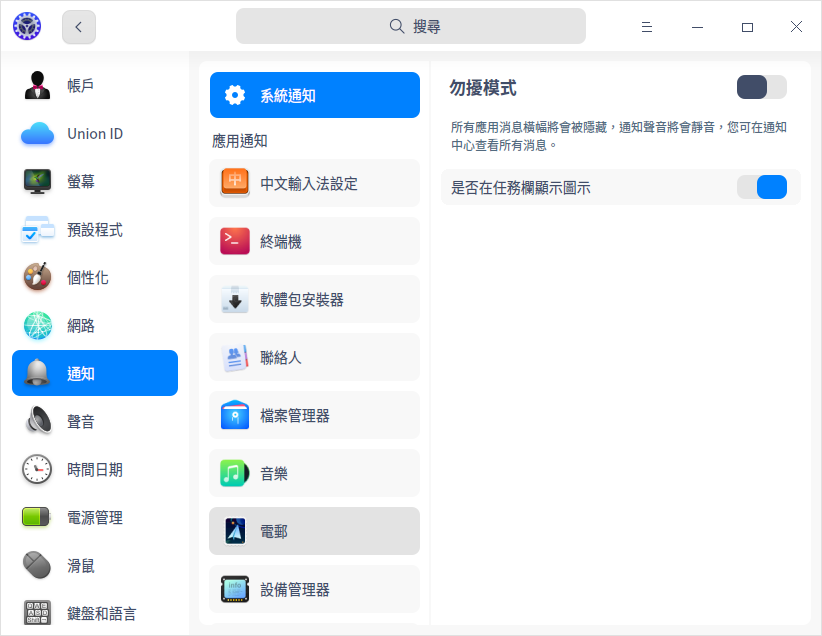 搜尋
帳戶
Union ID
螢幕
預設程式
個性化
網路
通知
聲音
時間日期
電源管理
滑鼠
鍵盤和語言
系統通知
應用通知
中文輸入法設定
終端機
軟體包安裝器
聯絡人
檔案管理器
音樂
電郵
設備管理器
勿擾模式
所有應用消息橫幅將會被隱藏，通知聲音將會靜音，您可在通知
中心查看所有消息。
是否在任務欄顯示圖示